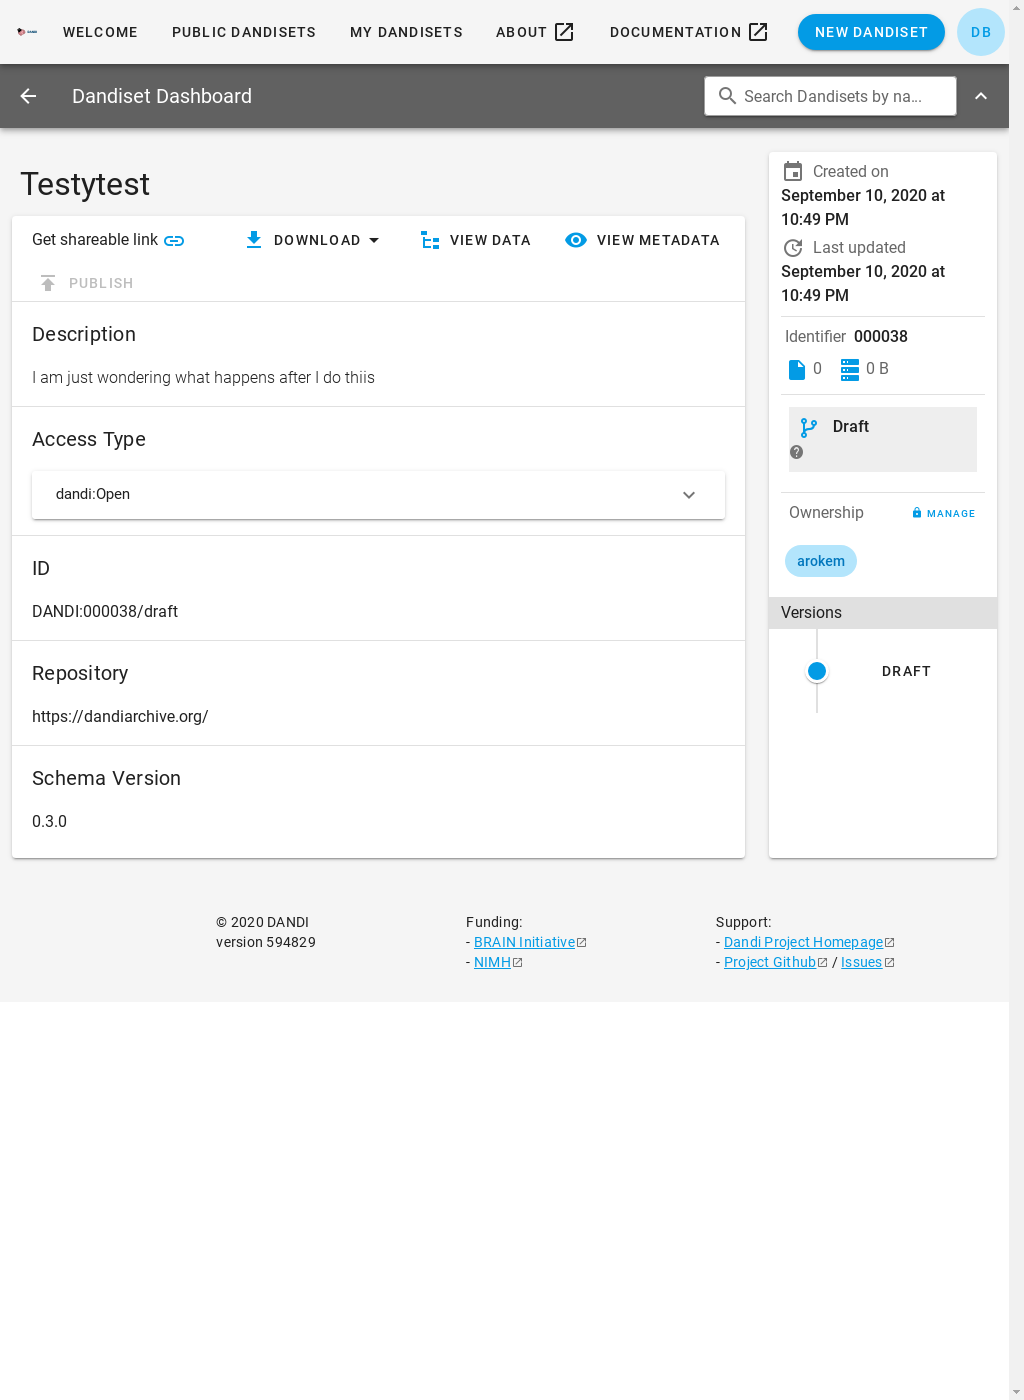 WELCOME
PUBLIC DANDISETS
MY DANDISETS
ABOUT
DOCUMENTATION
NEW DANDISET
DB
Dandiset Dashboard
Search Dandisets by na...
Testytest
Get shareable link
DOWNLOAD
VIEW DATA
VIEW METADATA
PUBLISH
Description
I am just wondering what happens after I do thiis
Access Type
dandi:Open
ID
DANDI:000038/draft
Repository
https://dandiarchive.org/
Schema Version
0.3.0
Created on
September 10, 2020 at
10:49 PM
Last updated
September 10, 2020 at
10:49 PM
Identifier 000038
0
0 B
Draft
Ownership
MANAGE
arokem
Versions
DRAFT
© 2020 DANDI
version 594829
Funding:
- BRAIN Initiative
- NIMH
Support:
- Dandi Project Homepage
- Project Github / Issues